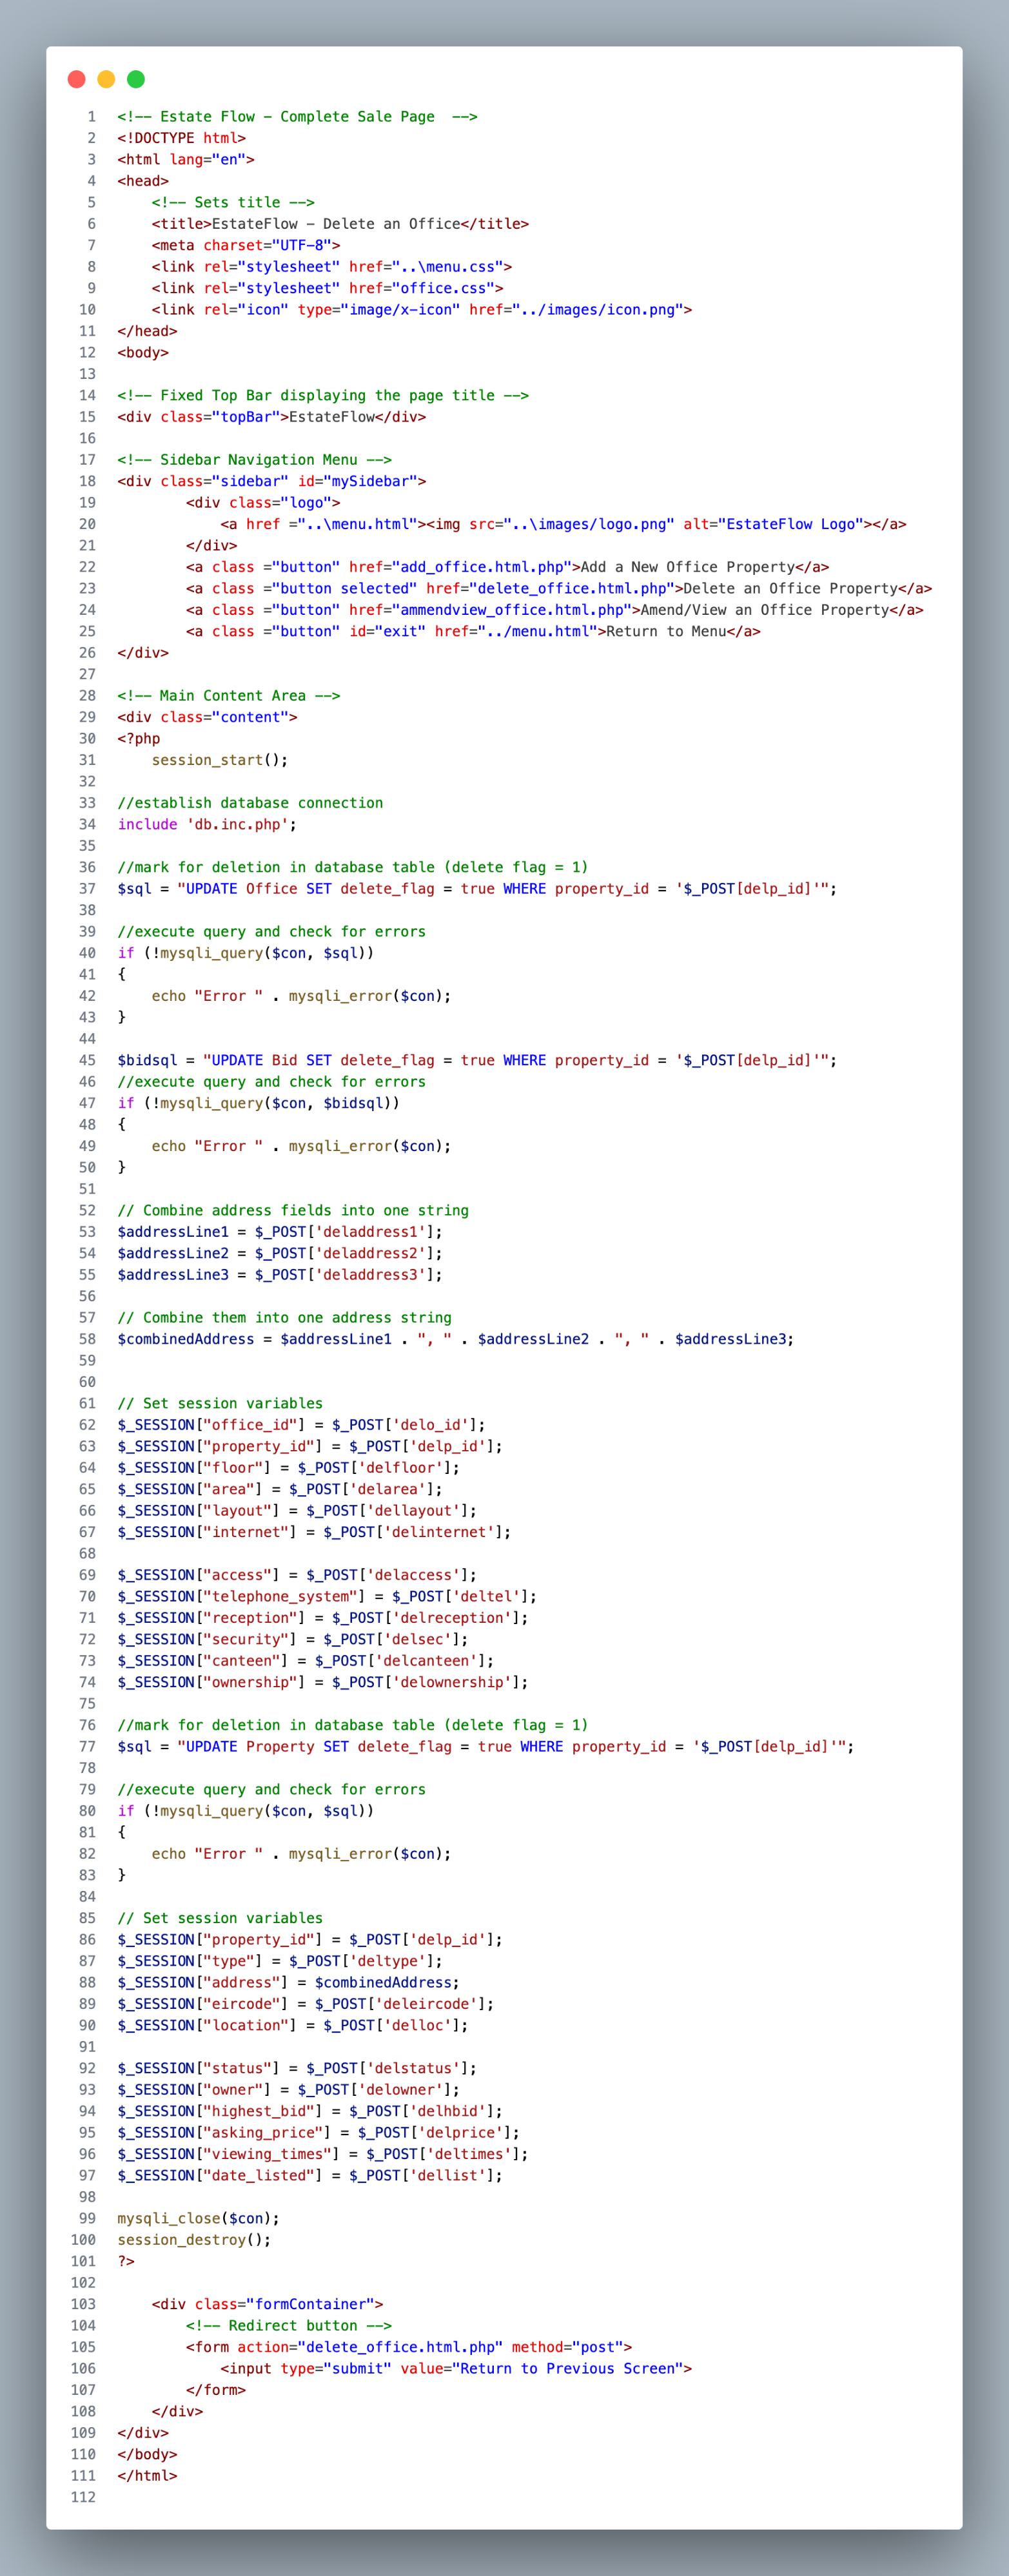 1 <!-- Estate Flow - Complete Sale Page  -->
2 <!DOCTYPE html>
3 <html lang="en">
4 <head>
5     <!-- Sets title -->
6     <title>EstateFlow - Delete an Office</title>
7     <meta charset="UTF-8">
8     <link rel="stylesheet" href="..\menu.css">
9     <link rel="stylesheet" href="office.css">
10     <link rel="icon" type="image/x-icon" href="../images/icon.png">
11 </head>
12 <body>
13
14 <!-- Fixed Top Bar displaying the page title -->
15 <div class="topBar">EstateFlow</div>
16
17 <!-- Sidebar Navigation Menu -->
18 <div class="sidebar" id="mySidebar">
19         <div class="logo">
20             <a href ="..\menu.html"><img src="..\images/logo.png" alt="EstateFlow Logo"></a>
21         </div>
22         <a class ="button" href="add_office.html.php">Add a New Office Property</a>
23         <a class ="button selected" href="delete_office.html.php">Delete an Office Property</a>
24         <a class ="button" href="ammendview_office.html.php">Amend/View an Office Property</a>
25         <a class ="button" id="exit" href="../menu.html">Return to Menu</a>
26 </div>
27
28 <!-- Main Content Area -->
29 <div class="content">
30 <?php
31     session_start();
32
33 //establish database connection
34 include 'db.inc.php';
35
36 //mark for deletion in database table (delete flag = 1)
37 $sql = "UPDATE Office SET delete_flag = true WHERE property_id = '$_POST[delp_id]'";
38
39 //execute query and check for errors
40 if (!mysqli_query($con, $sql))
41 {
42     echo "Error " . mysqli_error($con);
43 }
44
45 $bidsql = "UPDATE Bid SET delete_flag = true WHERE property_id = '$_POST[delp_id]'";
46 //execute query and check for errors
47 if (!mysqli_query($con, $bidsql))
48 {
49     echo "Error " . mysqli_error($con);
50 }
51
52 // Combine address fields into one string
53 $addressLine1 = $_POST['deladdress1'];
54 $addressLine2 = $_POST['deladdress2'];
55 $addressLine3 = $_POST['deladdress3'];
56
57 // Combine them into one address string
58 $combinedAddress = $addressLine1 . ", " . $addressLine2 . ", " . $addressLine3;
59
60
61 // Set session variables
62 $_SESSION["office_id"] = $_POST['delo_id'];
63 $_SESSION["property_id"] = $_POST['delp_id'];
64 $_SESSION["floor"] = $_POST['delfloor'];
65 $_SESSION["area"] = $_POST['delarea'];
66 $_SESSION["layout"] = $_POST['dellayout'];
67 $_SESSION["internet"] = $_POST['delinternet'];
68
69 $_SESSION["access"] = $_POST['delaccess'];
70 $_SESSION["telephone_system"] = $_POST['deltel'];
71 $_SESSION["reception"] = $_POST['delreception'];
72 $_SESSION["security"] = $_POST['delsec'];
73 $_SESSION["canteen"] = $_POST['delcanteen'];
74 $_SESSION["ownership"] = $_POST['delownership'];
75
76 //mark for deletion in database table (delete flag = 1)
77 $sql = "UPDATE Property SET delete_flag = true WHERE property_id = '$_POST[delp_id]'";
78
79 //execute query and check for errors
80 if (!mysqli_query($con, $sql))
81 {
82     echo "Error " . mysqli_error($con);
83 }
84
85 // Set session variables
86 $_SESSION["property_id"] = $_POST['delp_id'];
87 $_SESSION["type"] = $_POST['deltype'];
88 $_SESSION["address"] = $combinedAddress;
89 $_SESSION["eircode"] = $_POST['deleircode'];
90 $_SESSION["location"] = $_POST['delloc'];
91
92 $_SESSION["status"] = $_POST['delstatus'];
93 $_SESSION["owner"] = $_POST['delowner'];
94 $_SESSION["highest_bid"] = $_POST['delhbid'];
95 $_SESSION["asking_price"] = $_POST['delprice'];
96 $_SESSION["viewing_times"] = $_POST['deltimes'];
97 $_SESSION["date_listed"] = $_POST['dellist'];
98
99 mysqli_close($con);
100 session_destroy();
101 ?>
102
103     <div class="formContainer">
104         <!-- Redirect button -->
105         <form action="delete_office.html.php" method="post">
106             <input type="submit" value="Return to Previous Screen">
107         </form>
108     </div>
109 </div>
110 </body>
111 </html>
112